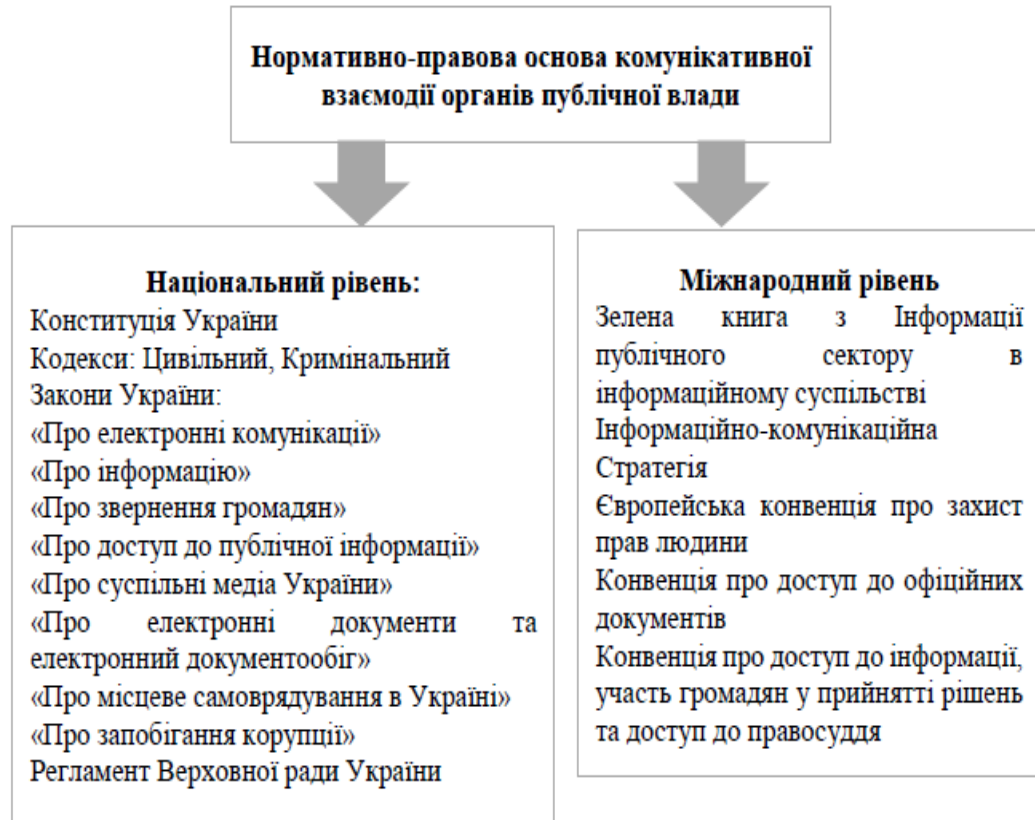 Нормативно-правова основа комунікативної
взаємодії органів публічної влади
Національний рівень:
Конституція України
Кодекси: Цивільний, Кримінальний
Закони України:
«Про електронні комунікації»
«Про інформацію»
«Про звернення громадян»
«Про доступ до публічної інформації»
«Про суспільні медіа України»
«Про електронні документи та
електронний документообіг»
«Про місцеве самоврядування в Україні»
«Про запобігання корупції»
Регламент Верховної ради України
Міжнародний рівень
Зелена книга з Інформації
публічного сектору в
інформаційному суспільстві
Інформаційно-комунікаційна
Стратегія
Європейська конвенція про захист
прав людини
Конвенція про доступ до офіційних
документів
Конвенція про доступ до інформації,
участь громадян у прийнятті рішень
та доступ до правосуддя